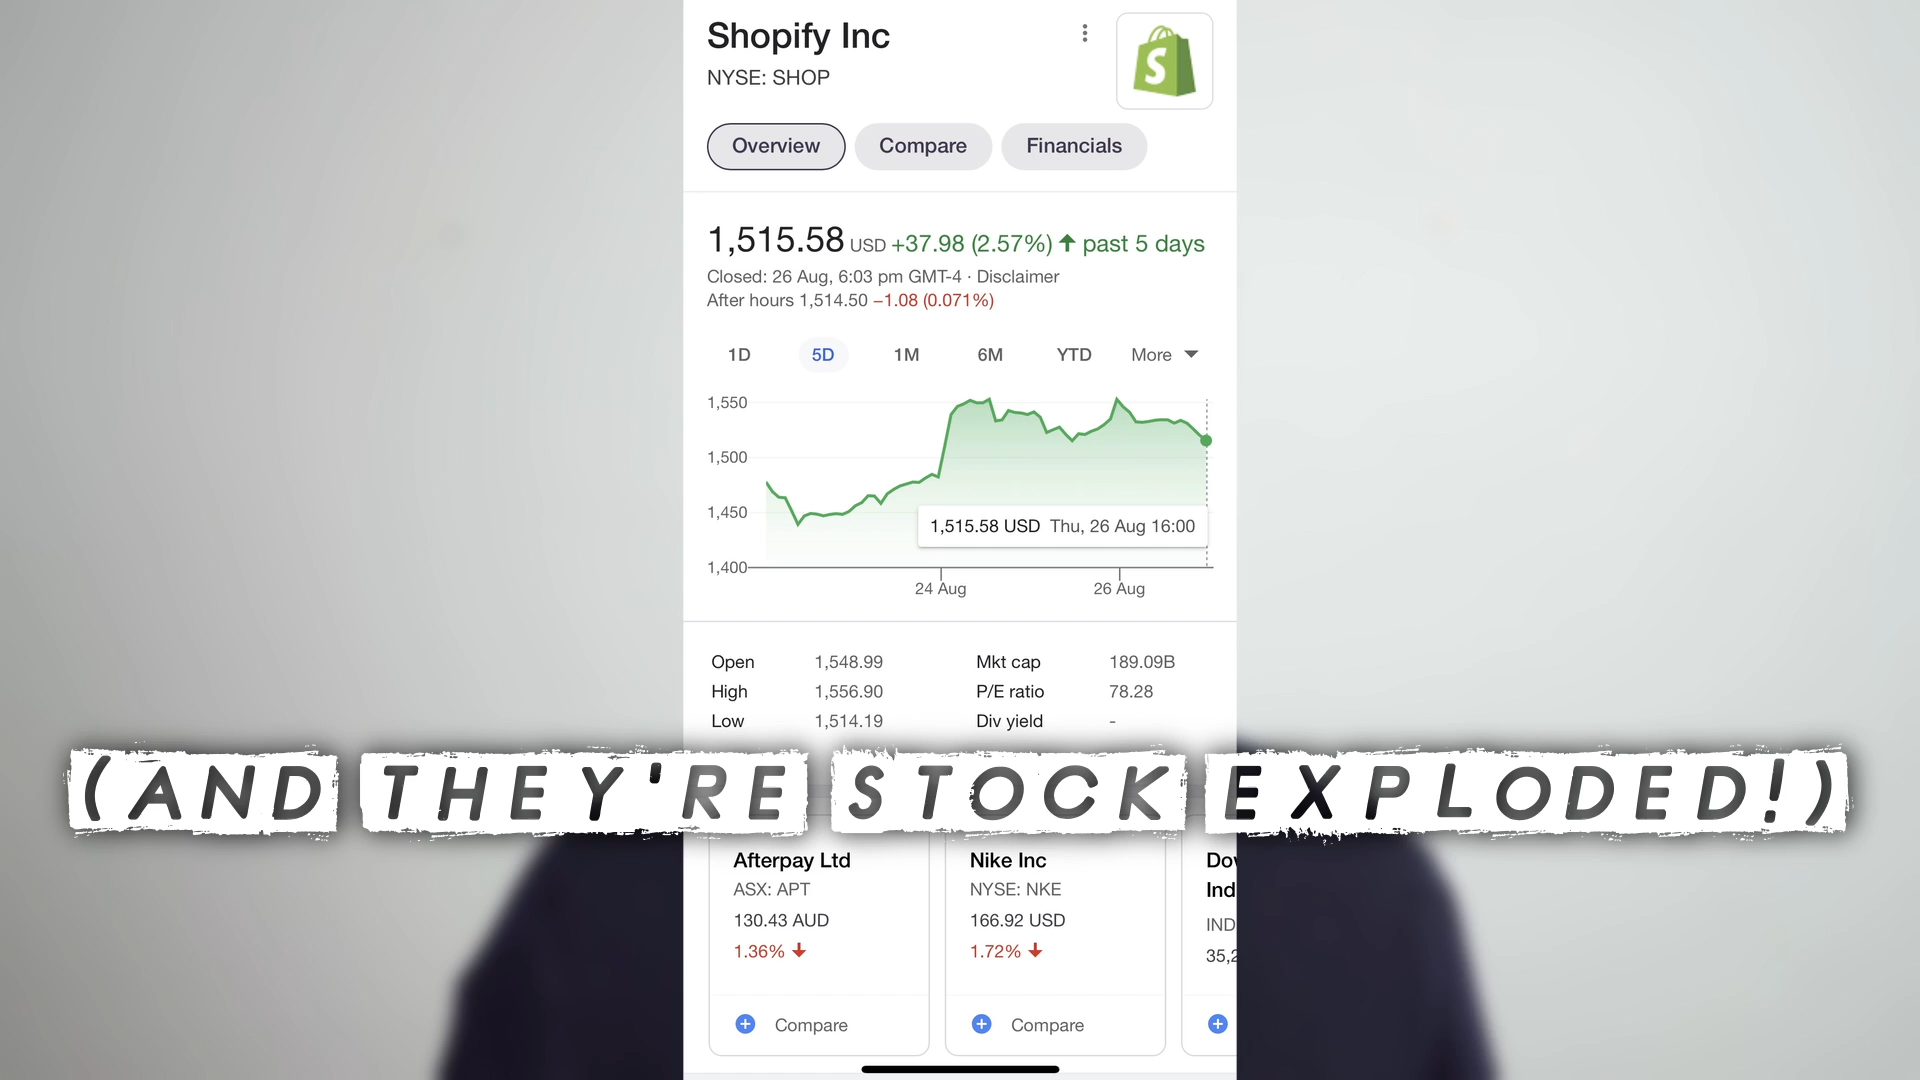 Shopify Inc
NYSE: SHOP
S
Overview Compare Financials
1,515.58 USD +37.98 (2.57%) ↑ past 5 days
Closed: 26 Aug, 6:03 pm GMT-4 · Disclaimer
After hours 1,514.50 −1.08 (0.071%)
1D 5D 1M 6M YTD More
1,550
1,500
1,450
1,400
1,515.58 USD Thu, 26 Aug 16:00
24 Aug 26 Aug
Open 1,548.99 Mkt cap 189.09B
High 1,556.90 P/E ratio 78.28
Low 1,514.19 Div yield -
(AND THEY'RE STOCK EXPLODED!)
Afterpay Ltd
ASX: APT
130.43 AUD
1.36% ↓
Compare
Nike Inc
NYSE: NKE
166.92 USD
1.72% ↓
Compare